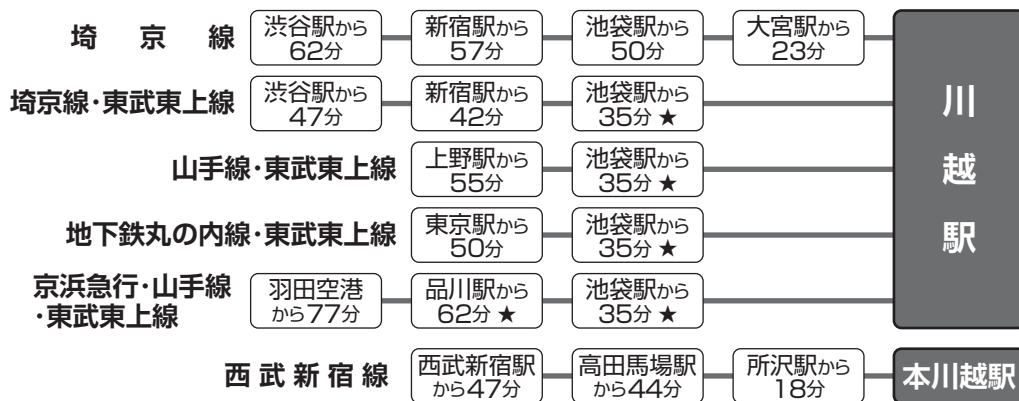 埼京線
渋谷駅から
62分
新宿駅から
57分
池袋駅から
50分
大宮駅から
23分
埼京線・東武東上線
渋谷駅から
47分
新宿駅から
42分
池袋駅から
35分 ★
山手線・東武東上線
上野駅から
55分
池袋駅から
35分 ★
地下鉄丸の内線・東武東上線
東京駅から
50分
池袋駅から
35分 ★
京浜急行・山手線
・東武東上線
羽田空港
から77分
品川駅から
62分 ★
池袋駅から
35分 ★
川越駅
西武新宿線
西武新宿駅
から47分
高田馬場駅
から44分
所沢駅から
18分
本川越駅